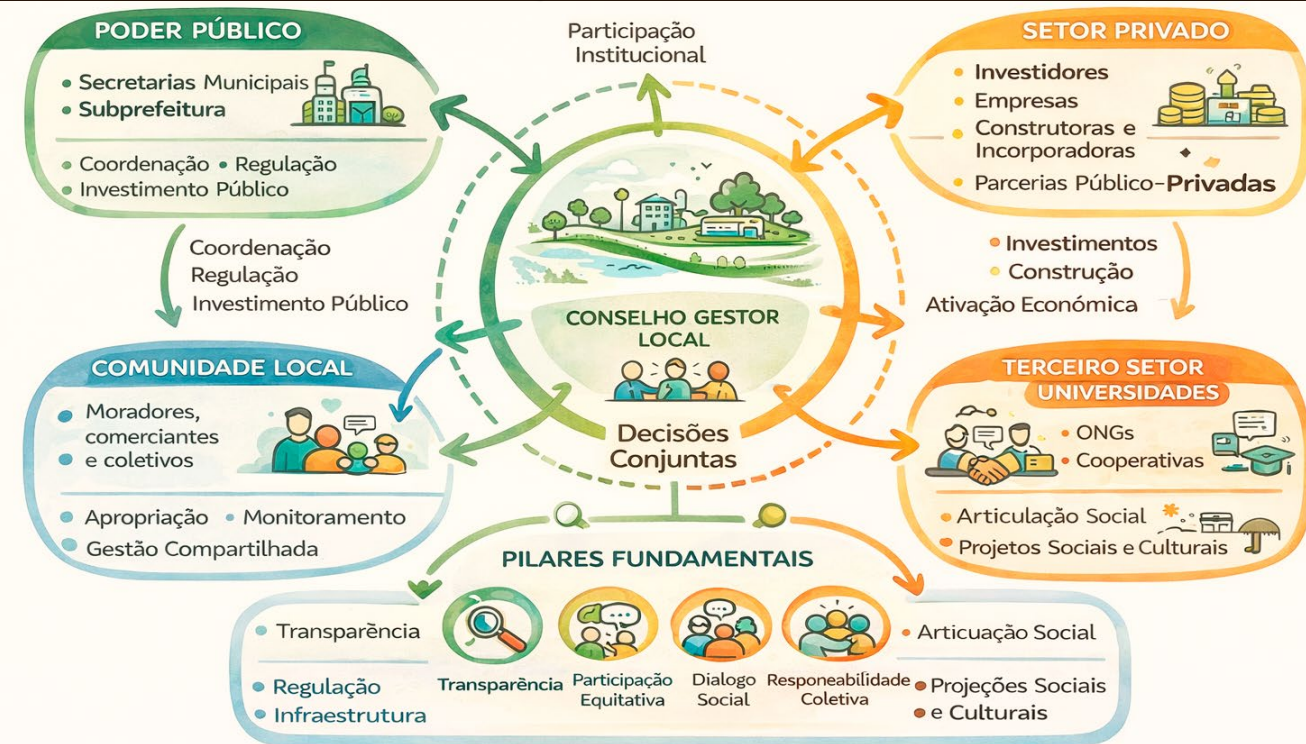 PODER PÚBLICO
Secretarias Municipais
Subprefeitura
Coordenação • Regulação
Investimento Público
Participação
Institucional
SETOR PRIVADO
Investidores
Empresas
Construtoras e
Incorporadoras
Parcerias Público-Privadas
Coordenação
Regulação
Investimento Público
CONSELHO GESTOR
LOCAL
Decisões
Conjuntas
Investimentos
Construção
Ativação Económica
COMUNIDADE LOCAL
Moradores,
comerciantes
e coletivos
Apropriação • Monitoramento
Gestão Compartilhada
TERCEIRO SETOR
UNIVERSIDADES
ONGs
Cooperativas
Articulação Social
Projetos Sociais e Culturais
PILARES FUNDAMENTAIS
Transparência
Regulação
Infraestrutura
Transparência
Participação
Equitativa
Dialogo
Social
Responeabilidade
Coletiva
Articuação Social
Projeções Sociais
e Culturais